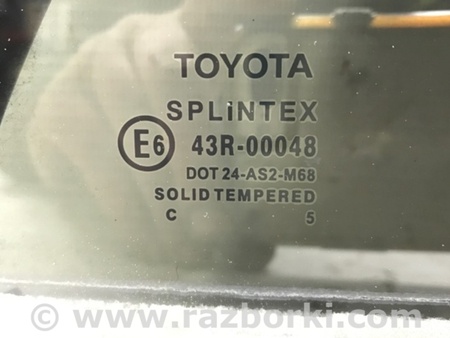 TOYOTA
SPLiNTEX
E6 43R-00048
DOT 24-AS2-M68
SOLID TEMPERED
C 5
© www.razborki.com